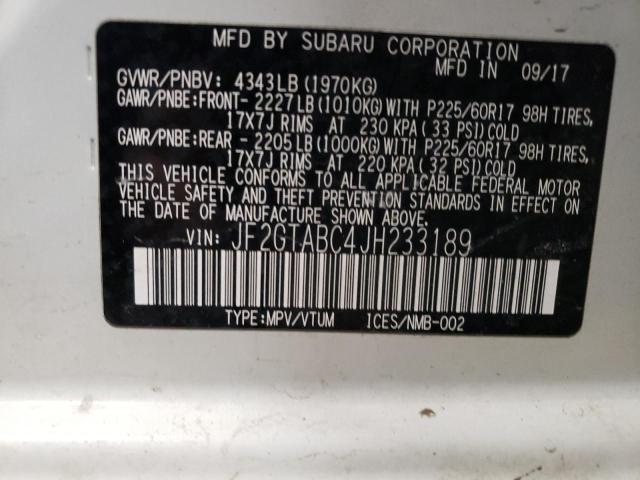 MFD BY SUBARU CORPORATION
MFD IN 09/17
GVWR/PNBV: 4343LB (1970KG)
GAWR/PNBE:FRONT- 2227LB (1010KG) WITH P225/60R17 98H TIRES,
17X7J RIMS AT 230 KPA (33 PSI) COLD
GAWR/PNBE:REAR - 2205LB (1000KG) WITH P225/60R17 98H TIRES,
17X7J RIMS AT 220 KPA (32 PSI) COLD
THIS VEHICLE CONFORMS TO ALL APPLICABLE FEDERAL MOTOR
VEHICLE SAFETY AND THEFT PREVENTION STANDARDS IN EFFECT ON
THE DATE OF MANUFACTURE SHOWN ABOVE.
VIN: JF2GTABC4JH233189
TYPE:MPV/VTUM ICES/NMB-002